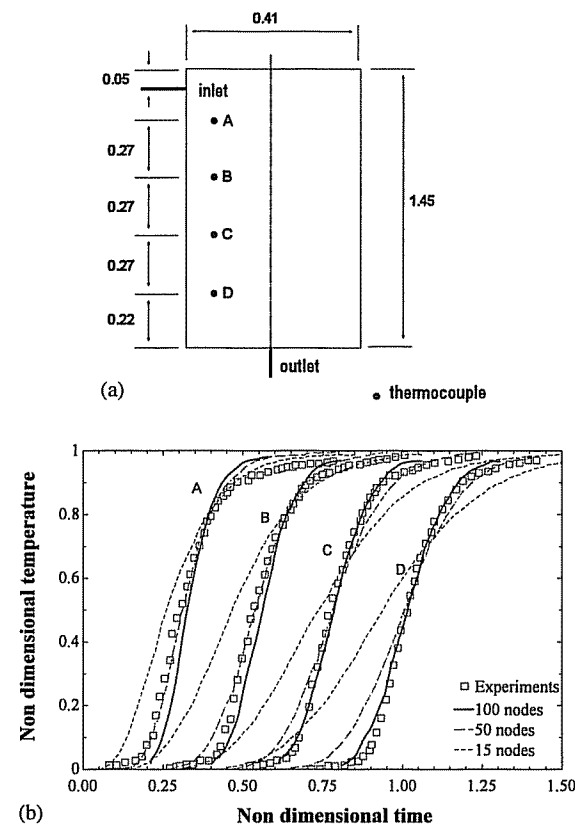 0.41
0.05
inlet
A
0.27
B
0.27
1.45
C
0.27
D
0.22
outlet
(a)
thermocouple
1
A
0.8
B
C
0.6
D
0.4
0.2
0
Experiments
100 nodes
50 nodes
15 nodes
0.00
0.25
0.50
0.75
1.00
1.25
1.50
Non dimensional temperature
Non dimensional time
(b)